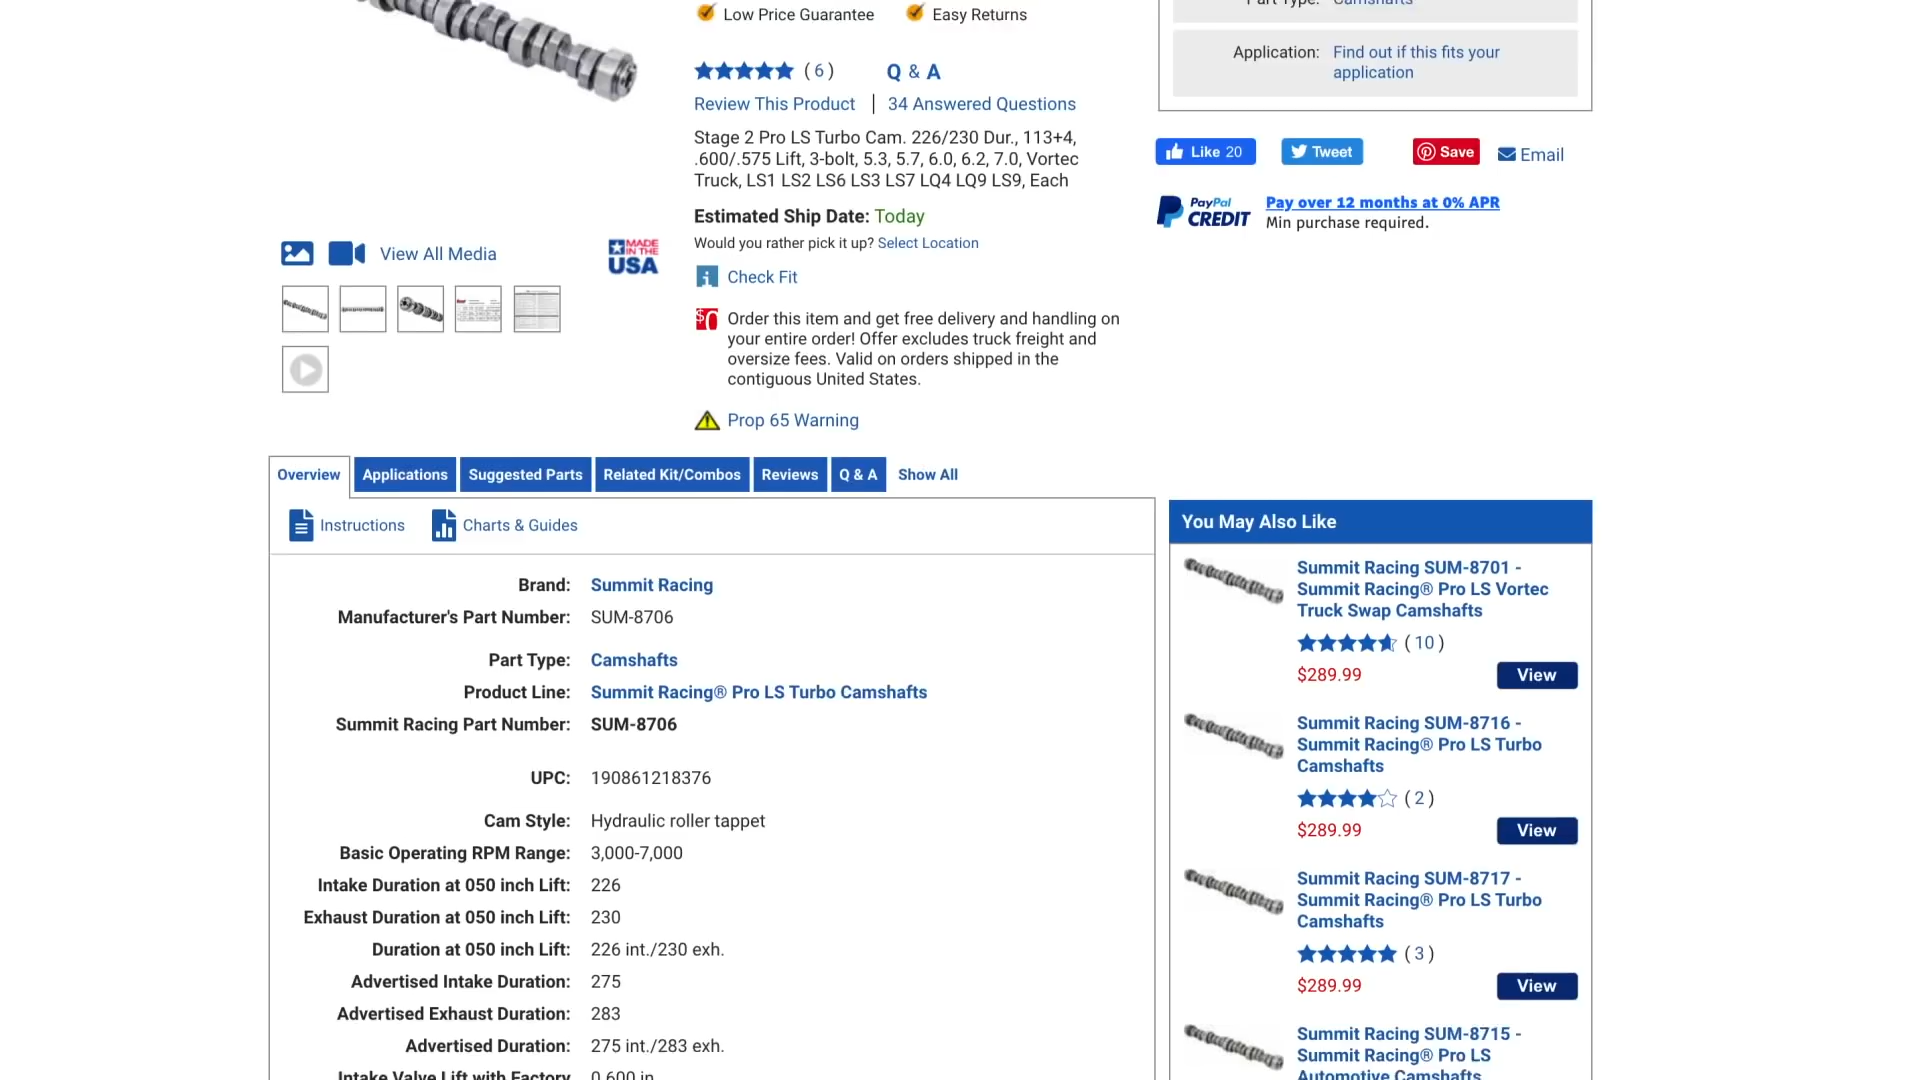 Low Price Guarantee
Easy Returns
Part Type: Camshafts
Application: Find out if this fits your
application
( 6 )
Q & A
Review This Product | 34 Answered Questions
Stage 2 Pro LS Turbo Cam. 226/230 Dur., 113+4,
.600/.575 Lift, 3-bolt, 5.3, 5.7, 6.0, 6.2, 7.0, Vortec
Truck, LS1 LS2 LS6 LS3 LS7 LQ4 LQ9 LS9, Each
Like 20
Tweet
Save
Email
PayPal
CREDIT
Pay over 12 months at 0% APR
Min purchase required.
Estimated Ship Date: Today
Would you rather pick it up? Select Location
View All Media
MADE
IN THE
USA
Check Fit
$0
Order this item and get free delivery and handling on
your entire order! Offer excludes truck freight and
oversize fees. Valid on orders shipped in the
contiguous United States.
Prop 65 Warning
Overview
Applications
Suggested Parts
Related Kit/Combos
Reviews
Q & A
Show All
Instructions
Charts & Guides
Brand: Summit Racing
Manufacturer's Part Number: SUM-8706
Part Type: Camshafts
Product Line: Summit Racing® Pro LS Turbo Camshafts
Summit Racing Part Number: SUM-8706
UPC: 190861218376
Cam Style: Hydraulic roller tappet
Basic Operating RPM Range: 3,000-7,000
Intake Duration at 050 inch Lift: 226
Exhaust Duration at 050 inch Lift: 230
Duration at 050 inch Lift: 226 int./230 exh.
Advertised Intake Duration: 275
Advertised Exhaust Duration: 283
Advertised Duration: 275 int./283 exh.
Intake Valve Lift with Factory 0.600 in.
You May Also Like
Summit Racing SUM-8701 -
Summit Racing® Pro LS Vortec
Truck Swap Camshafts
( 10 )
$289.99
View
Summit Racing SUM-8716 -
Summit Racing® Pro LS Turbo
Camshafts
( 2 )
$289.99
View
Summit Racing SUM-8717 -
Summit Racing® Pro LS Turbo
Camshafts
( 3 )
$289.99
View
Summit Racing SUM-8715 -
Summit Racing® Pro LS
Automotive Camshafts